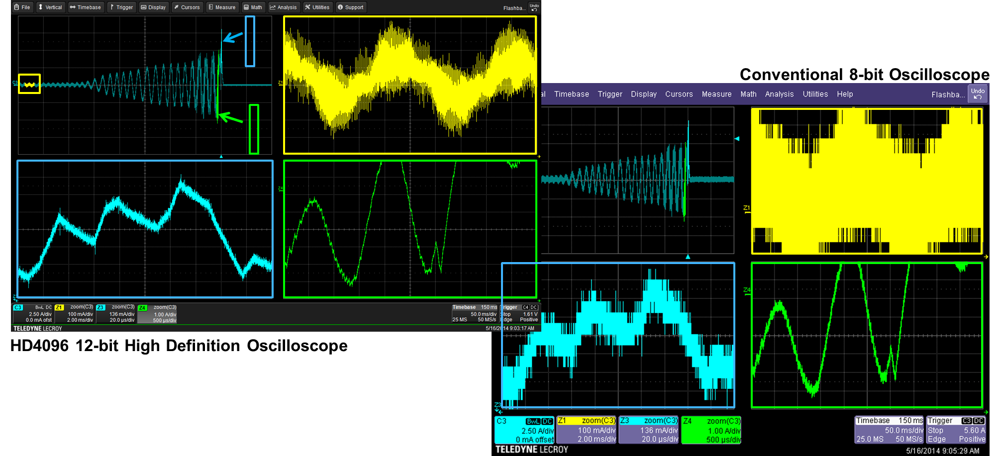 File Vertical Timebase Trigger Display Cursors Measure Math Analysis Utilities Support Flashba... Undo
C3
Z1
Z4
Z3
C3 BwL DC
2.50 A/div
0.0 mA ofst
Z1 zoom(C3)
100 mA/div
2.00 ms/div
Z3 zoom(C3)
136 mA/div
20.0 µs/div
Z4 zoom(C3)
1.00 A/div
500 µs/div
Timebase 150 ms
50.0 ms/div
25 MS 50 MS/s
Trigger C4 DC
Stop 1.61 V
Edge Positive
TELEDYNE LECROY
5/16/2014 9:03:17 AM
HD4096 12-bit High Definition Oscilloscope
Conventional 8-bit Oscilloscope
al Timebase Trigger Display Cursors Measure Math Analysis Utilities Help Flashba... Undo
Z1
Z4
Z3
C3 BwL DC
2.50 A/div
0 mA offset
Z1 zoom(C3)
100 mA/div
2.00 ms/div
Z3 zoom(C3)
136 mA/div
20.0 µs/div
Z4 zoom(C3)
1.00 A/div
500 µs/div
Timebase 150 ms
50.0 ms/div
25.0 MS 50 MS/s
Trigger C3 DC
Stop 5.60 A
Edge Positive
TELEDYNE LECROY
5/16/2014 9:05:29 AM